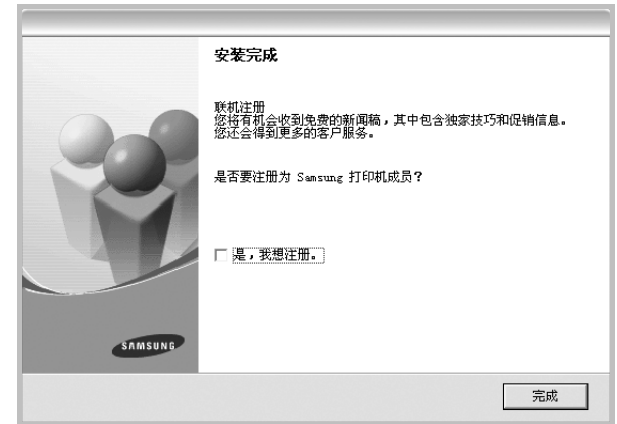 安装完成
联机注册
您将有机会收到免费的新闻稿，其中包含独家技巧和促销信息。
您还会得到更多的客户服务。
是否要注册为 Samsung 打印机成员？
是，我想注册。
SAMSUNG
完成